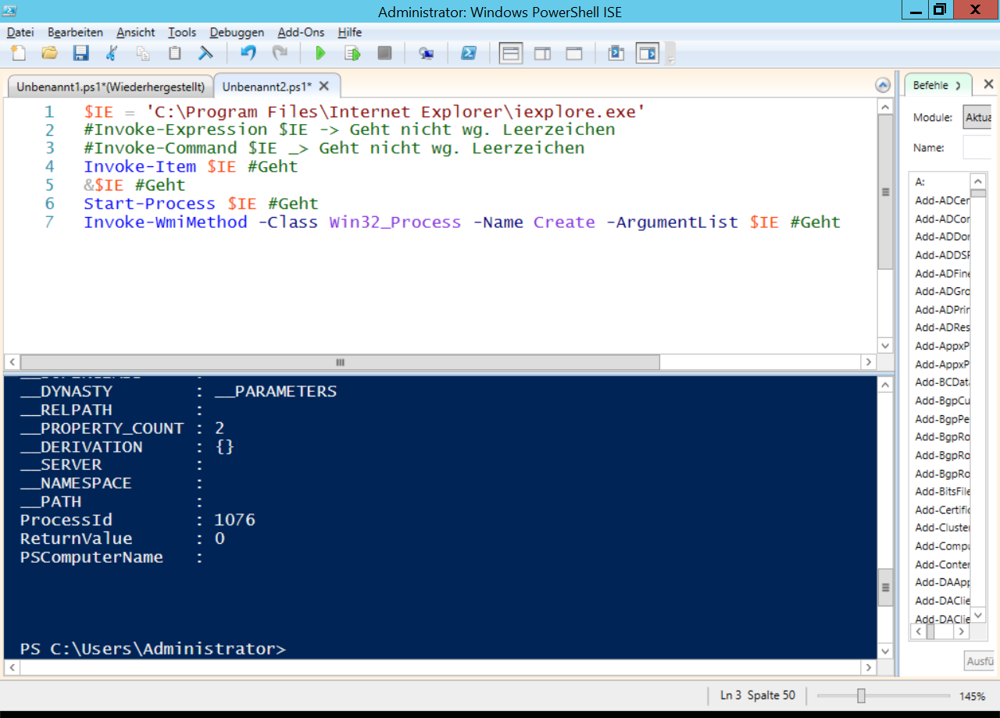 Administrator: Windows PowerShell ISE
Datei Bearbeiten Ansicht Tools Debuggen Add-Ons Hilfe
Unbenannt1.ps1*(Wiederhergestellt) Unbenannt2.ps1*
1 $IE = 'C:\Program Files\Internet Explorer\iexplore.exe'
2 #Invoke-Expression $IE -> Geht nicht wg. Leerzeichen
3 #Invoke-Command $IE _> Geht nicht wg. Leerzeichen
4 Invoke-Item $IE #Geht
5 &$IE #Geht
6 Start-Process $IE #Geht
7 Invoke-WmiMethod -Class Win32_Process -Name Create -ArgumentList $IE #Geht
__DYNASTY : __PARAMETERS
__RELPATH :
__PROPERTY_COUNT : 2
__DERIVATION : {}
__SERVER :
__NAMESPACE :
__PATH :
ProcessId : 1076
ReturnValue : 0
PSComputerName :
PS C:\Users\Administrator>
Befehle
Module: Aktua
Name:
A:
Add-ADCer
Add-ADCor
Add-ADDor
Add-ADDSR
Add-ADFine
Add-ADGro
Add-ADPrin
Add-ADRes
Add-AppxP
Add-AppxP
Add-BCData
Add-BgpCu
Add-BgpPe
Add-BgpRo
Add-BgpRo
Add-BgpRo
Add-BitsFile
Add-Certific
Add-Cluster
Add-Compu
Add-Conten
Add-DAApp
Add-DAClie
Add-DAClie
Ausfü
Ln 3 Spalte 50
145%